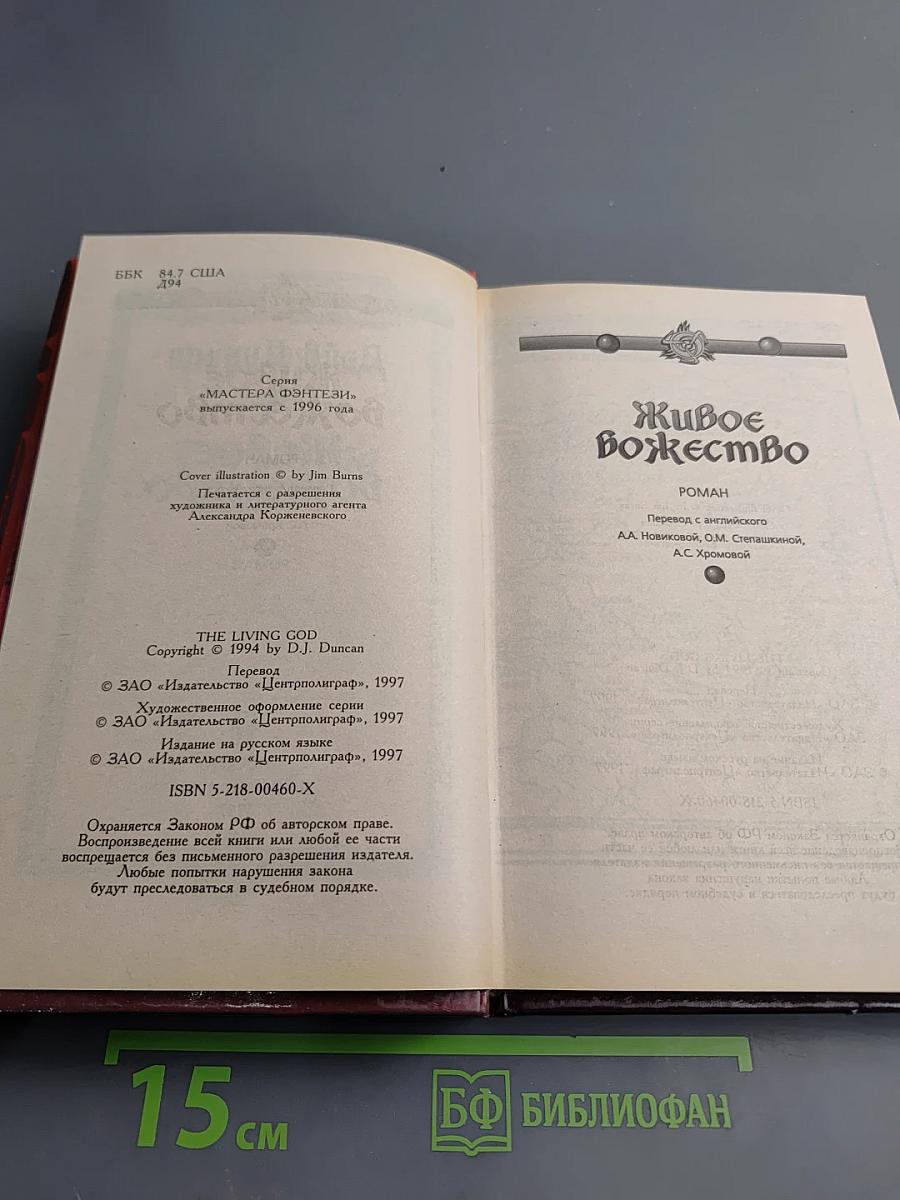 ББК 84.7 США
Д94
Серия
«МАСТЕРА ФЭНТЕЗИ»
выпускается с 1996 года
Cover illustration © by Jim Burns
Печатается с разрешения
художника и литературного агента
Александра Корженевского
THE LIVING GOD
Copyright © 1994 by D.J. Duncan
Перевод
© ЗАО «Издательство «Центрполиграф», 1997
Художественное оформление серии
© ЗАО «Издательство «Центрполиграф», 1997
Издание на русском языке
© ЗАО «Издательство «Центрполиграф», 1997
ISBN 5-218-00460-X
Охраняется Законом РФ об авторском праве.
Воспроизведение всей книги или любой ее части
воспрещается без письменного разрешения издателя.
Любые попытки нарушения закона
будут преследоваться в судебном порядке.
Живое
Божество
РОМАН
Перевод с английского
А.А. Новиковой, О.М. Степашкиной,
А.С. Хромовой
15 см
БФ БИБЛИОФАН